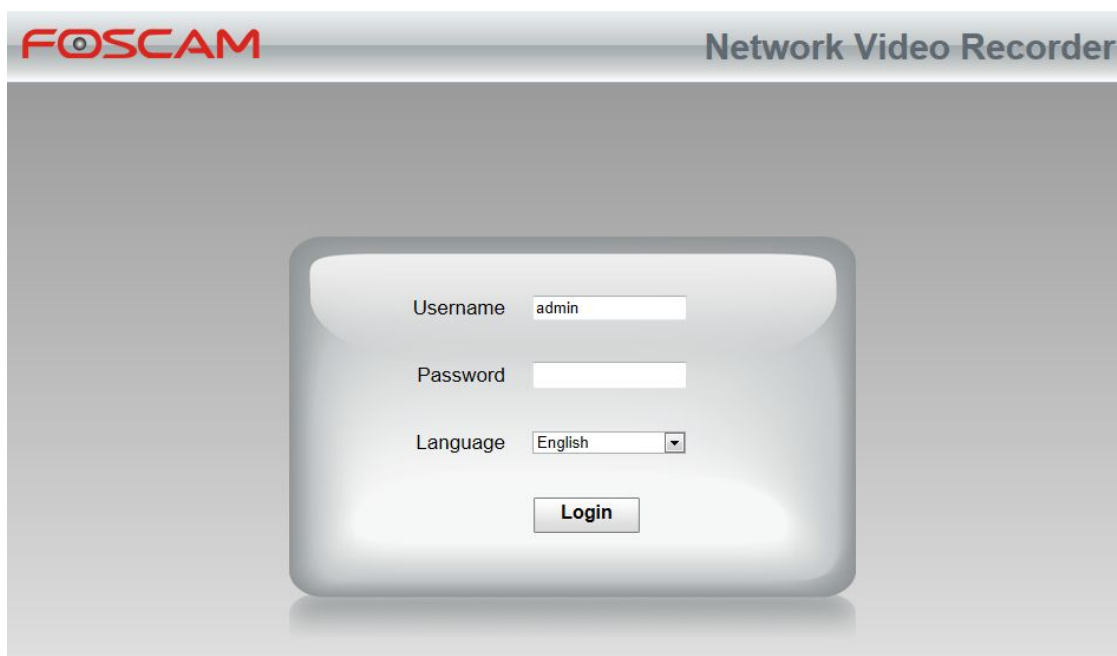 FOSCAM Network Video Recorder
Username admin
Password
Language English
Login